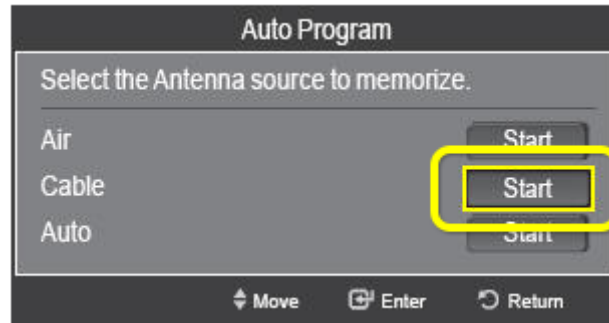 Auto Program
Select the Antenna source to memorize.
Air Start
Cable Start
Auto Start
Move Enter Return